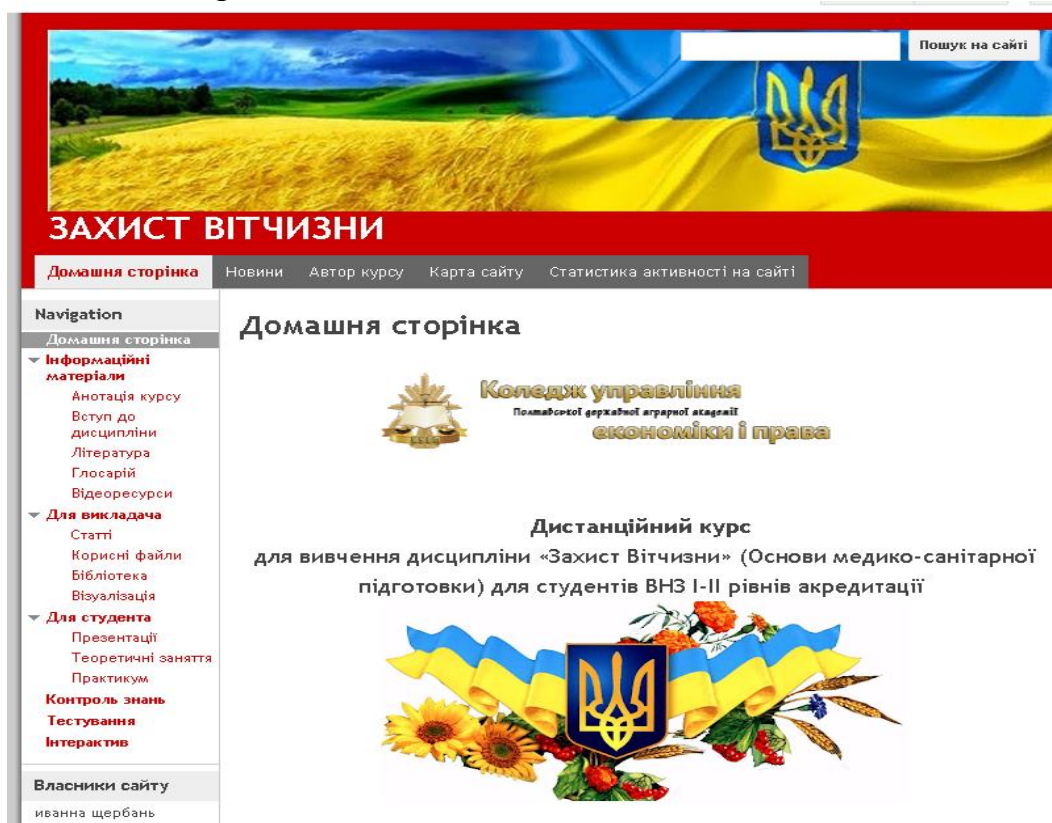 Пошук на сайті
ЗАХИСТ ВІТЧИЗНИ
Домашня сторінка Новини Автор курсу Карта сайту Статистика активності на сайті
Navigation
Домашня сторінка
Інформаційні
матеріали
Анотація курсу
Вступ до
дисципліни
Література
Глосарій
Відеоресурси
Для викладача
Статті
Корисні файли
Бібліотека
Візуалізація
Для студента
Презентації
Теоретичні заняття
Практикум
Контроль знань
Тестування
Інтерактив
Власники сайту
иванна щербань
Домашня сторінка
Коледж управління
Полтавської державної аграрної академії
економіки і права
Дистанційний курс
для вивчення дисципліни «Захист Вітчизни» (Основи медико-санітарної
підготовки) для студентів ВНЗ І-ІІ рівнів акредитації